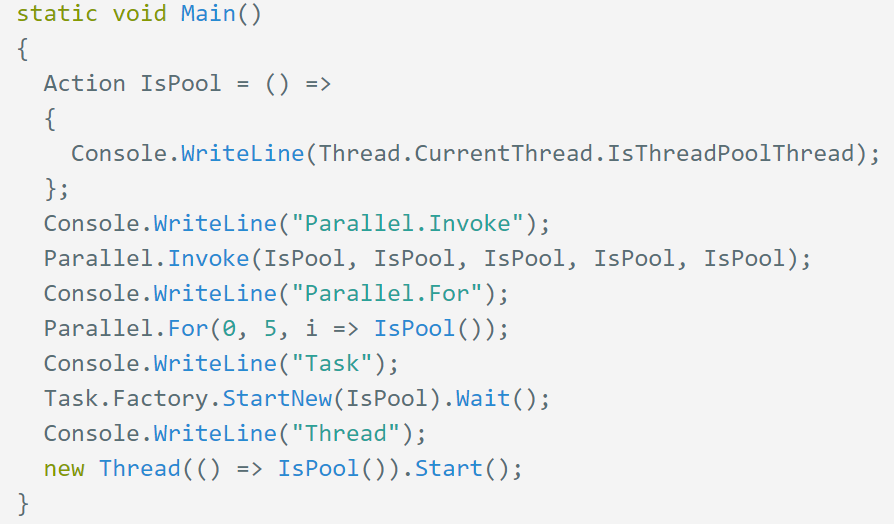 static void Main()
{
  Action IsPool = () =>
  {
    Console.WriteLine(Thread.CurrentThread.IsThreadPoolThread);
  };
  Console.WriteLine("Parallel.Invoke");
  Parallel.Invoke(IsPool, IsPool, IsPool, IsPool, IsPool);
  Console.WriteLine("Parallel.For");
  Parallel.For(0, 5, i => IsPool());
  Console.WriteLine("Task");
  Task.Factory.StartNew(IsPool).Wait();
  Console.WriteLine("Thread");
  new Thread(() => IsPool()).Start();
}